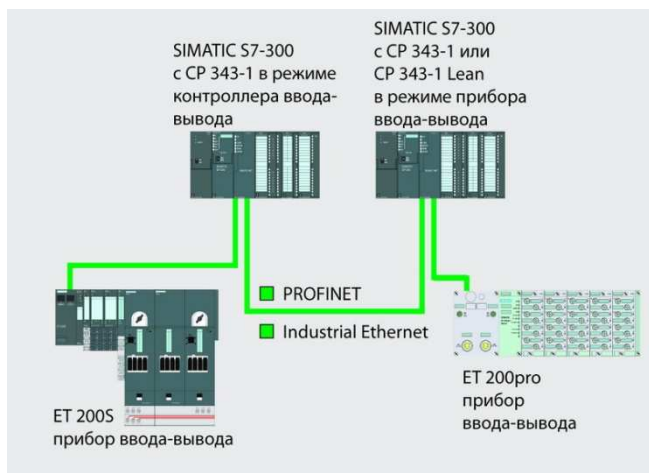 SIMATIC S7-300
с CP 343-1 в режиме
контроллера ввода-
вывода
SIMATIC S7-300
с CP 343-1 или
CP 343-1 Lean
в режиме прибора
ввода-вывода
PROFINET
Industrial Ethernet
ET 200S
прибор ввода-вывода
ET 200pro
прибор
ввода-вывода